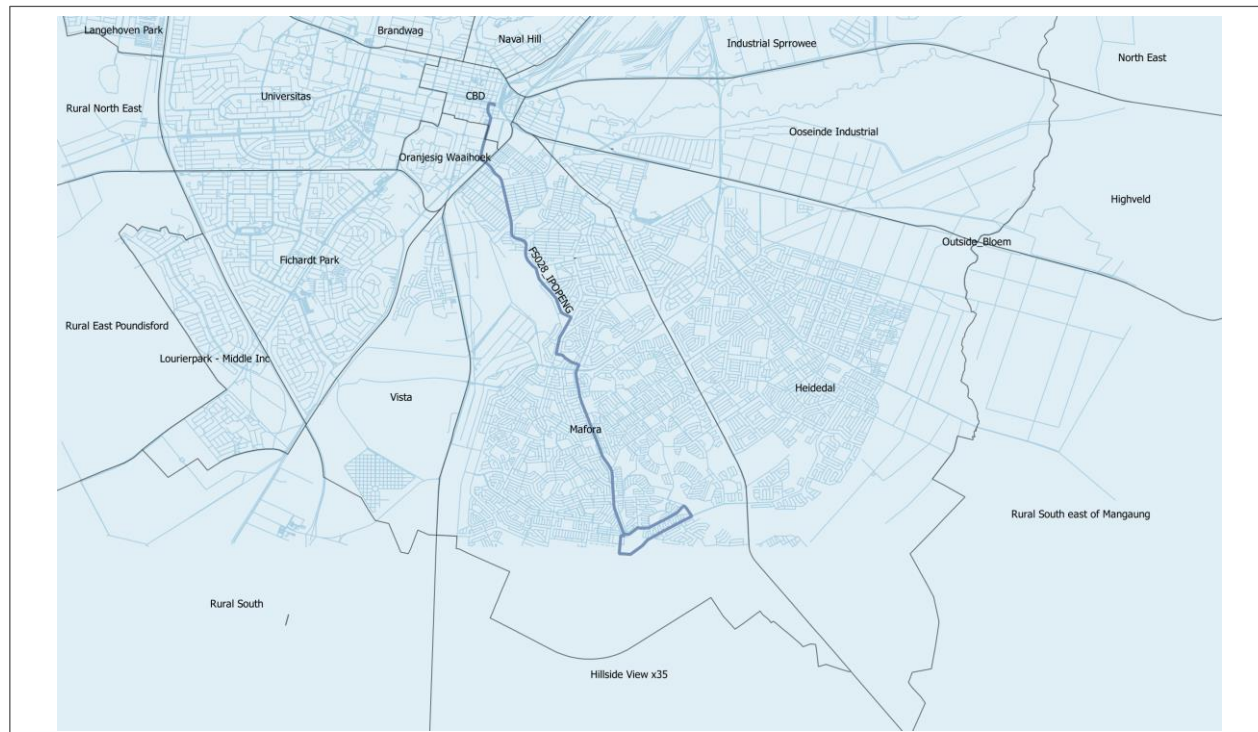 Langehoven Park
Brandwag
Naval Hill
Industrial Sprrowee
North East
Rural North East
Universitas
CBD
Ooseinde Industrial
Oranjesig Waaihoek
Highveld
Outside_Bloem
Fichardt Park
FS028_IPOPENG
Rural East Poundisford
Lourierpark - Middle Inc
Vista
Heidedal
Mafora
Rural South east of Mangaung
Rural South
Hillside View x35